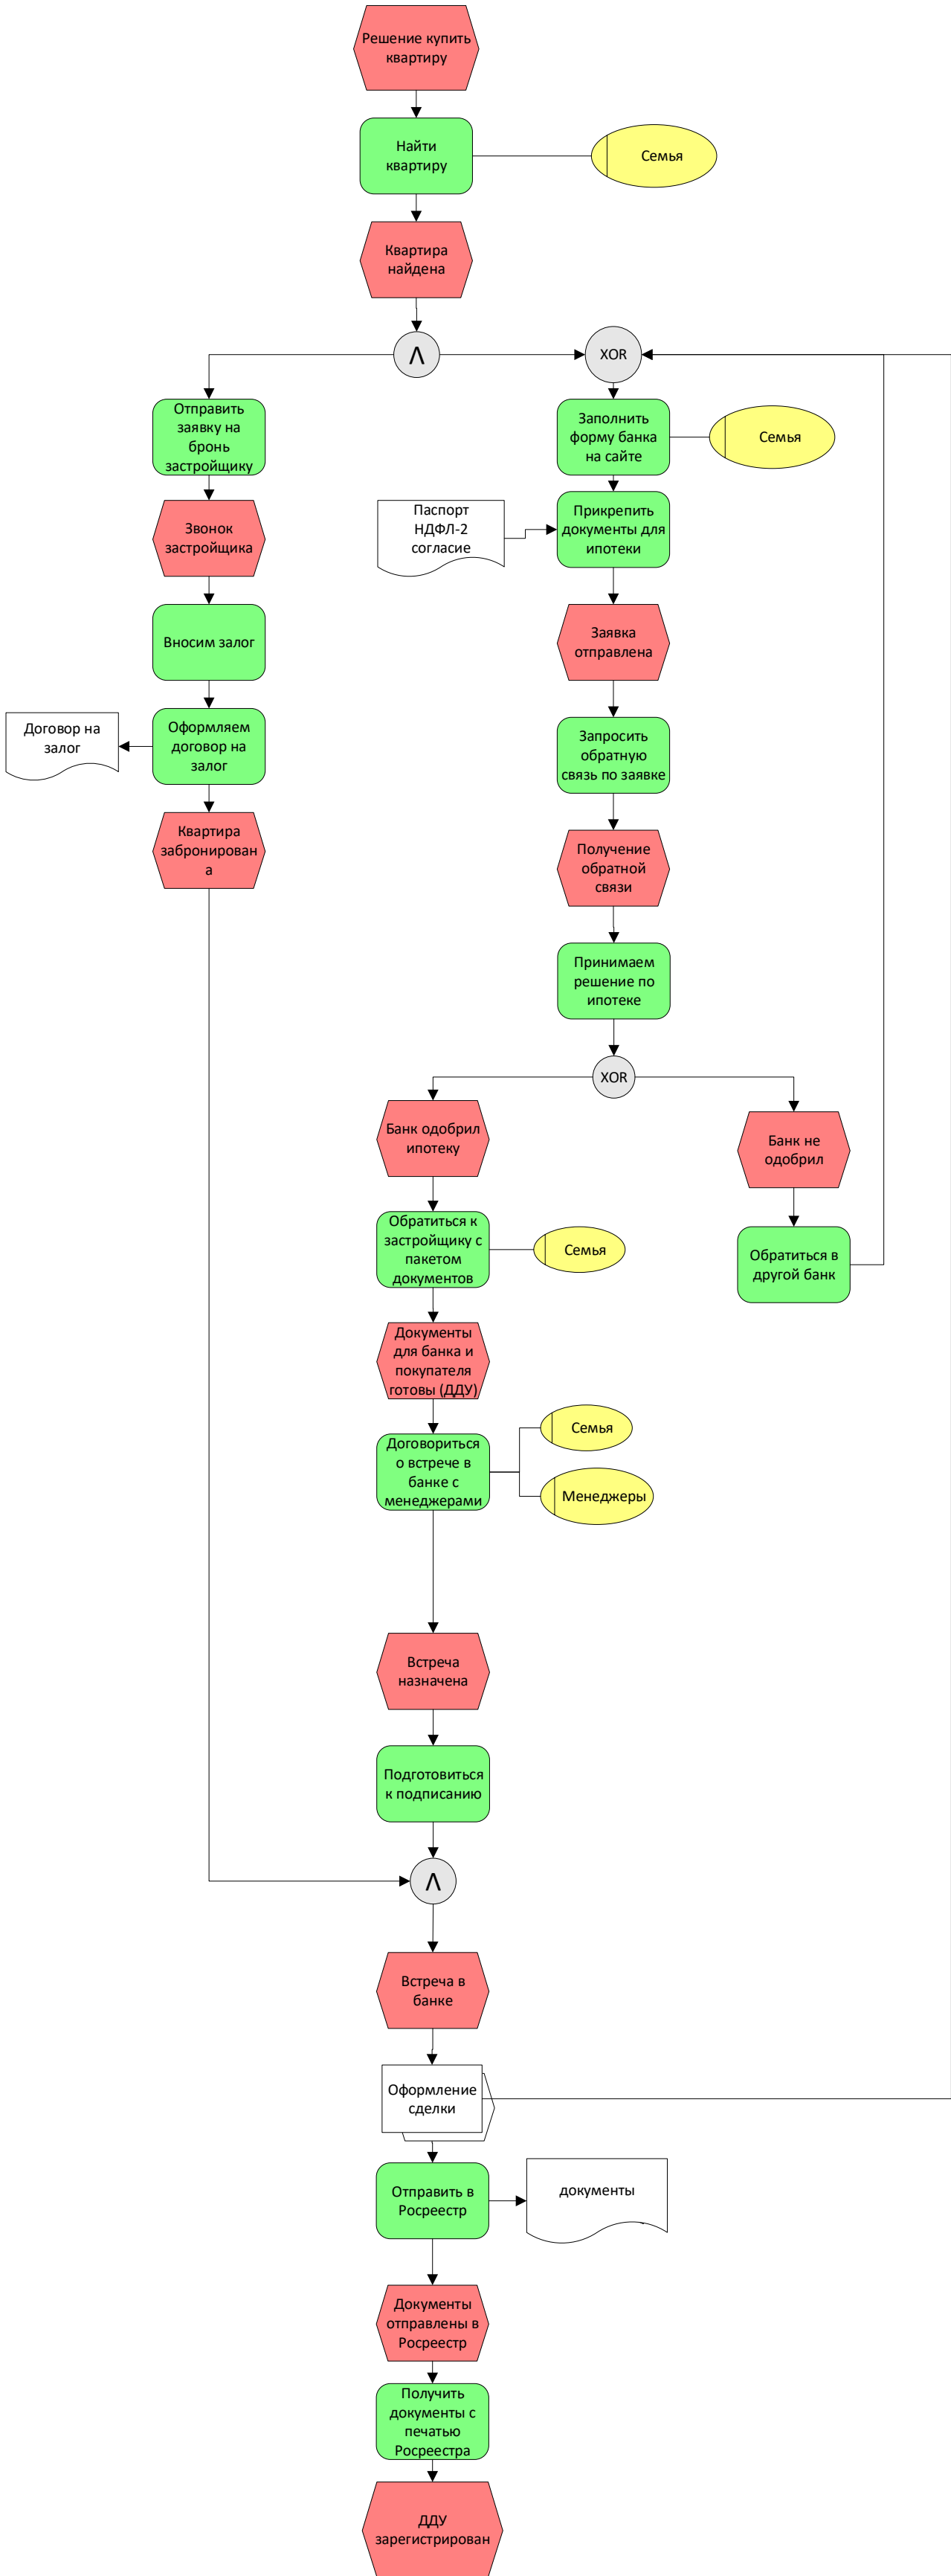 Решение купить
квартиру
Найти
квартиру
Семья
Квартира
найдена
Λ
XOR
Отправить
заявку на
бронь
застройщику
Заполнить
форму банка
на сайте
Семья
Звонок
застройщика
Паспорт
НДФЛ-2
согласие
Прикрепить
документы для
ипотеки
Вносим залог
Заявка
отправлена
Договор на
залог
Оформляем
договор на
залог
Запросить
обратную
связь по заявке
Квартира
забронирован
а
Получение
обратной
связи
Принимаем
решение по
ипотеке
XOR
Банк одобрил
ипотеку
Банк не
одобрил
Обратиться к
застройщику с
пакетом
документов
Семья
Обратиться в
другой банк
Документы
для банка и
покупателя
готовы (ДДУ)
Договориться
о встрече в
банке с
менеджерами
Семья
Менеджеры
Встреча
назначена
Подготовиться
к подписанию
Λ
Встреча в
банке
Оформление
сделки
Отправить в
Росреестр
документы
Документы
отправлены в
Росреестр
Получить
документы с
печатью
Росреестра
ДДУ
зарегистрирован